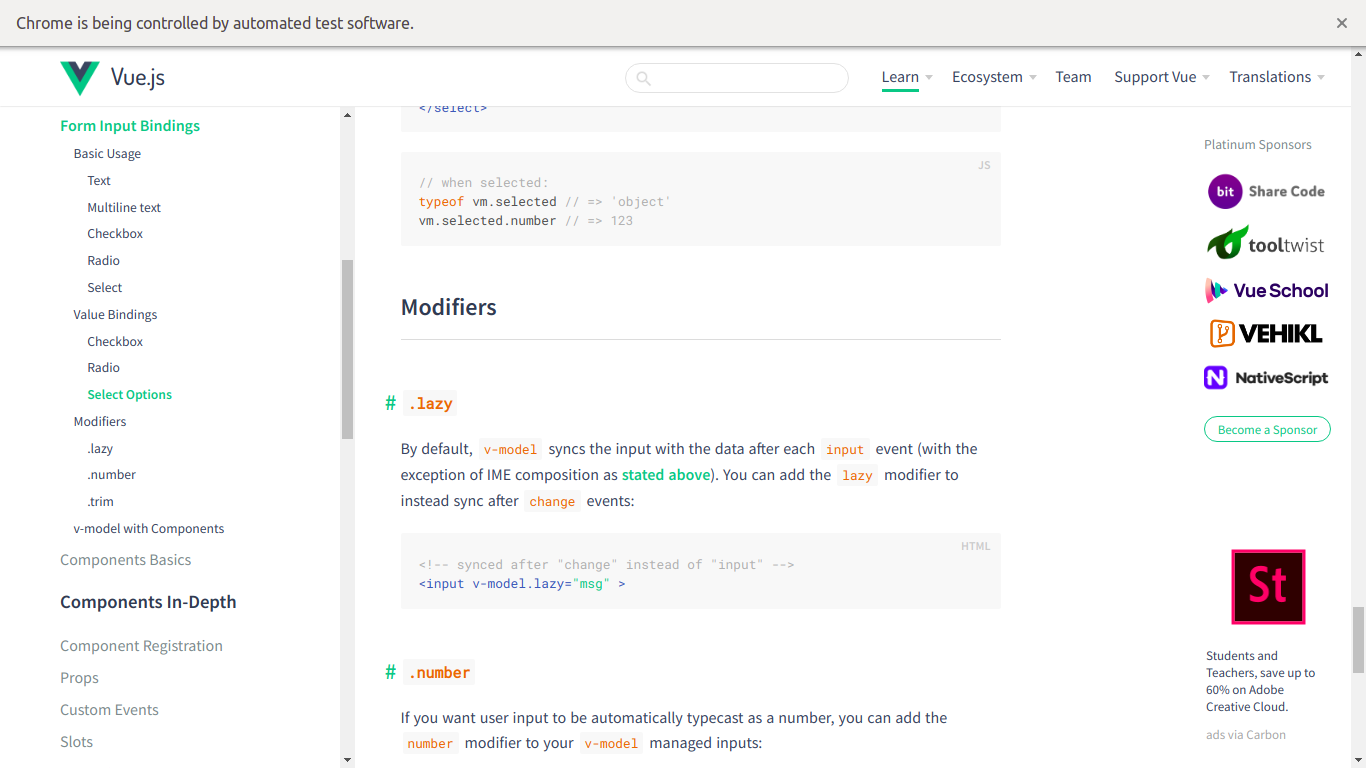 Chrome is being controlled by automated test software.
Vue.js
Learn
Ecosystem
Team
Support Vue
Translations
Form Input Bindings
Basic Usage
Text
Multiline text
Checkbox
Radio
Select
Value Bindings
Checkbox
Radio
Select Options
Modifiers
.lazy
.number
.trim
v-model with Components
Components Basics
Components In-Depth
Component Registration
Props
Custom Events
Slots
</select>
JS
// when selected:
typeof vm.selected // => 'object'
vm.selected.number // => 123
Modifiers
# .lazy
By default, v-model syncs the input with the data after each input event (with the
exception of IME composition as stated above). You can add the lazy modifier to
instead sync after change events:
HTML
<!-- synced after "change" instead of "input" -->
<input v-model.lazy="msg" >
# .number
If you want user input to be automatically typecast as a number, you can add the
number modifier to your v-model managed inputs:
Platinum Sponsors
bit Share Code
tooltwist
Vue School
VEHIKL
N NativeScript
Become a Sponsor
St
Students and
Teachers, save up to
60% on Adobe
Creative Cloud.
ads via Carbon